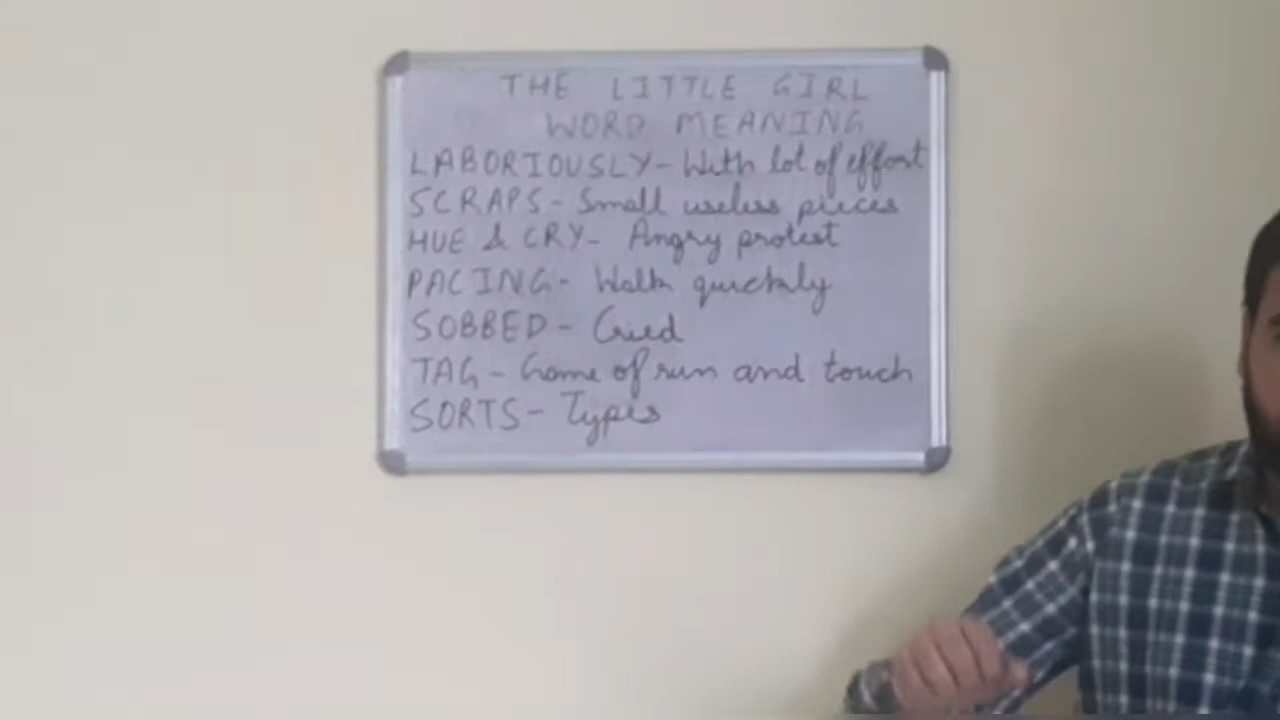 THE LITTLE GIRL
WORD MEANING
LABORIOUSLY - With lot of effort
SCRAPS - Small useless pieces
HUE & CRY - Angry protest
PACING - Walk quickly
SOBBED - Cried
TAG - Game of run and touch
SORTS - Types